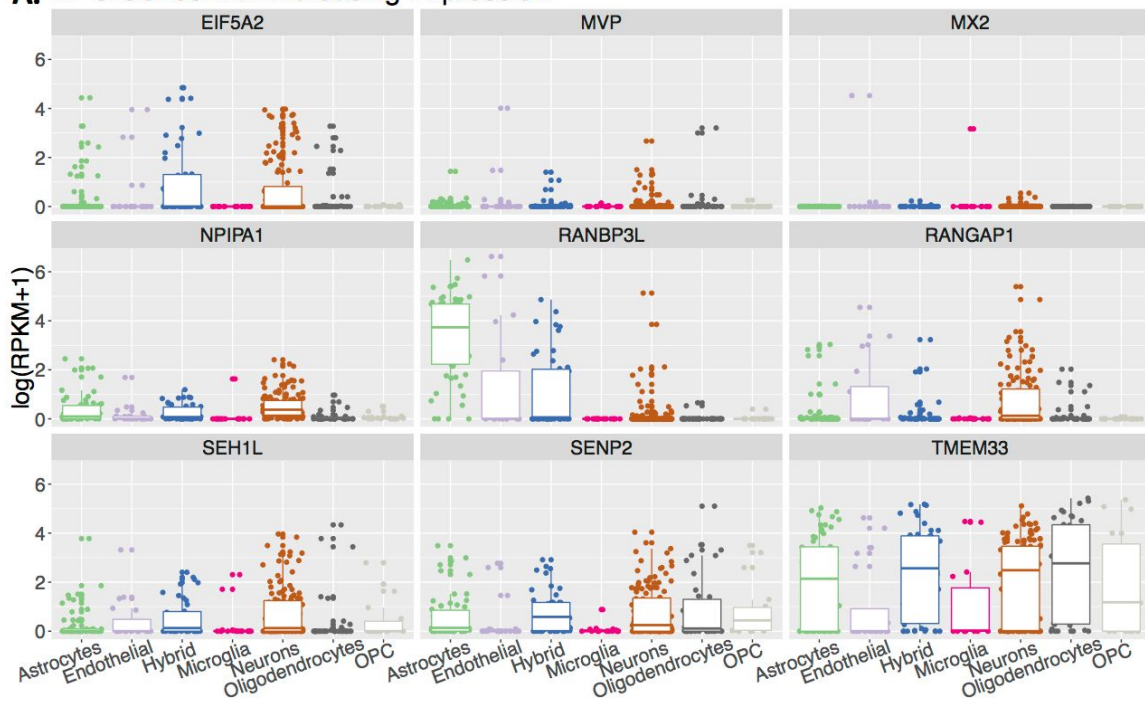 A.
EIF5A2 MVP MX2
6
4
2
0
NPIPA1 RANBP3L RANGAP1
log(RPKM+1)
6
4
2
0
SEH1L SENP2 TMEM33
6
4
2
0
Astrocytes Endothelial Hybrid Microglia Neurons Oligodendrocytes OPC Astrocytes Endothelial Hybrid Microglia Neurons Oligodendrocytes OPC Astrocytes Endothelial Hybrid Microglia Neurons Oligodendrocytes OPC